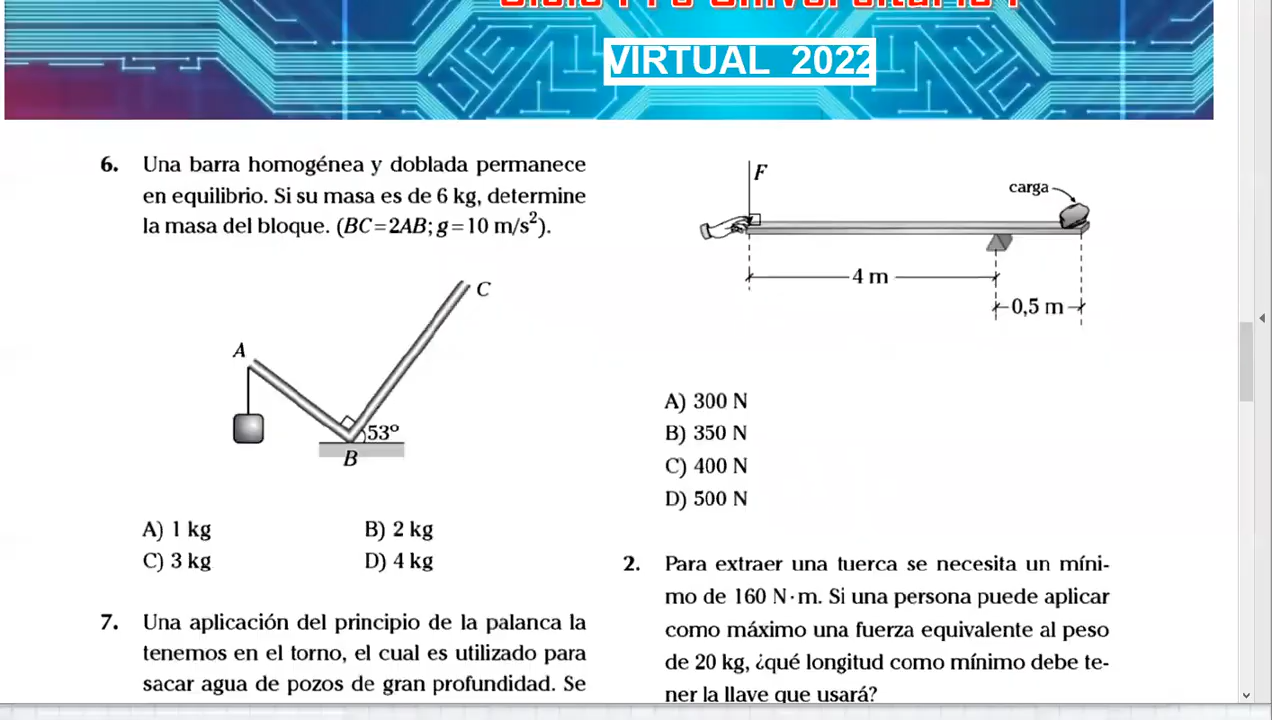 VIRTUAL 2022
6. Una barra homogénea y doblada permanece
en equilibrio. Si su masa es de 6 kg, determine
la masa del bloque. (BC=2AB; g=10 m/s²).
A
C
53°
B
A) 1 kg B) 2 kg
C) 3 kg D) 4 kg
7. Una aplicación del principio de la palanca la
tenemos en el torno, el cual es utilizado para
sacar agua de pozos de gran profundidad. Se
F
carga
4 m
0,5 m
A) 300 N
B) 350 N
C) 400 N
D) 500 N
2. Para extraer una tuerca se necesita un míni-
mo de 160 N·m. Si una persona puede aplicar
como máximo una fuerza equivalente al peso
de 20 kg, ¿qué longitud como mínimo debe te-
ner la llave que usará?